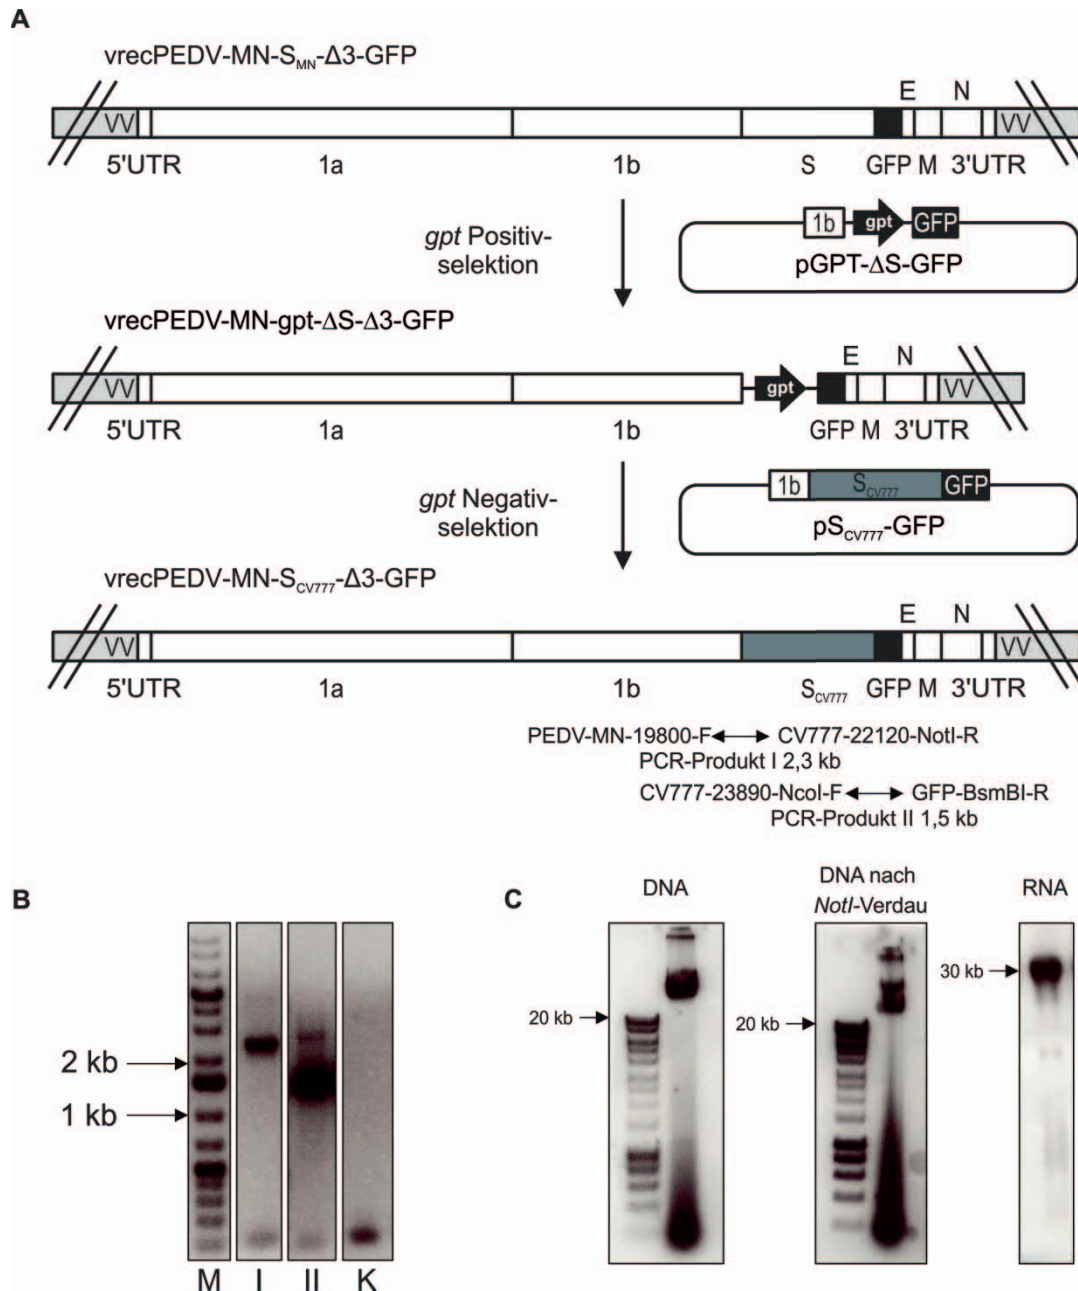 A
vrecPEDV-MN-S_MN-Δ3-GFP
E N
VV VV
5'UTR 1a 1b S GFP M 3'UTR
gpt Positiv-
selektion
1b gpt GFP
pGPT-ΔS-GFP
vrecPEDV-MN-gpt-ΔS-Δ3-GFP
E N
VV gpt VV
5'UTR 1a 1b GFP M 3'UTR
gpt Negativ-
selektion
1b S_CV777 GFP
pS_CV777-GFP
vrecPEDV-MN-S_CV777-Δ3-GFP
E N
VV VV
5'UTR 1a 1b S_CV777 GFP M 3'UTR
PEDV-MN-19800-F CV777-22120-NotI-R
PCR-Produkt I 2,3 kb
CV777-23890-NcoI-F GFP-BsmBI-R
PCR-Produkt II 1,5 kb
B
2 kb
1 kb
M I II K
C
DNA
DNA nach
NotI-Verdau
RNA
20 kb
20 kb
30 kb